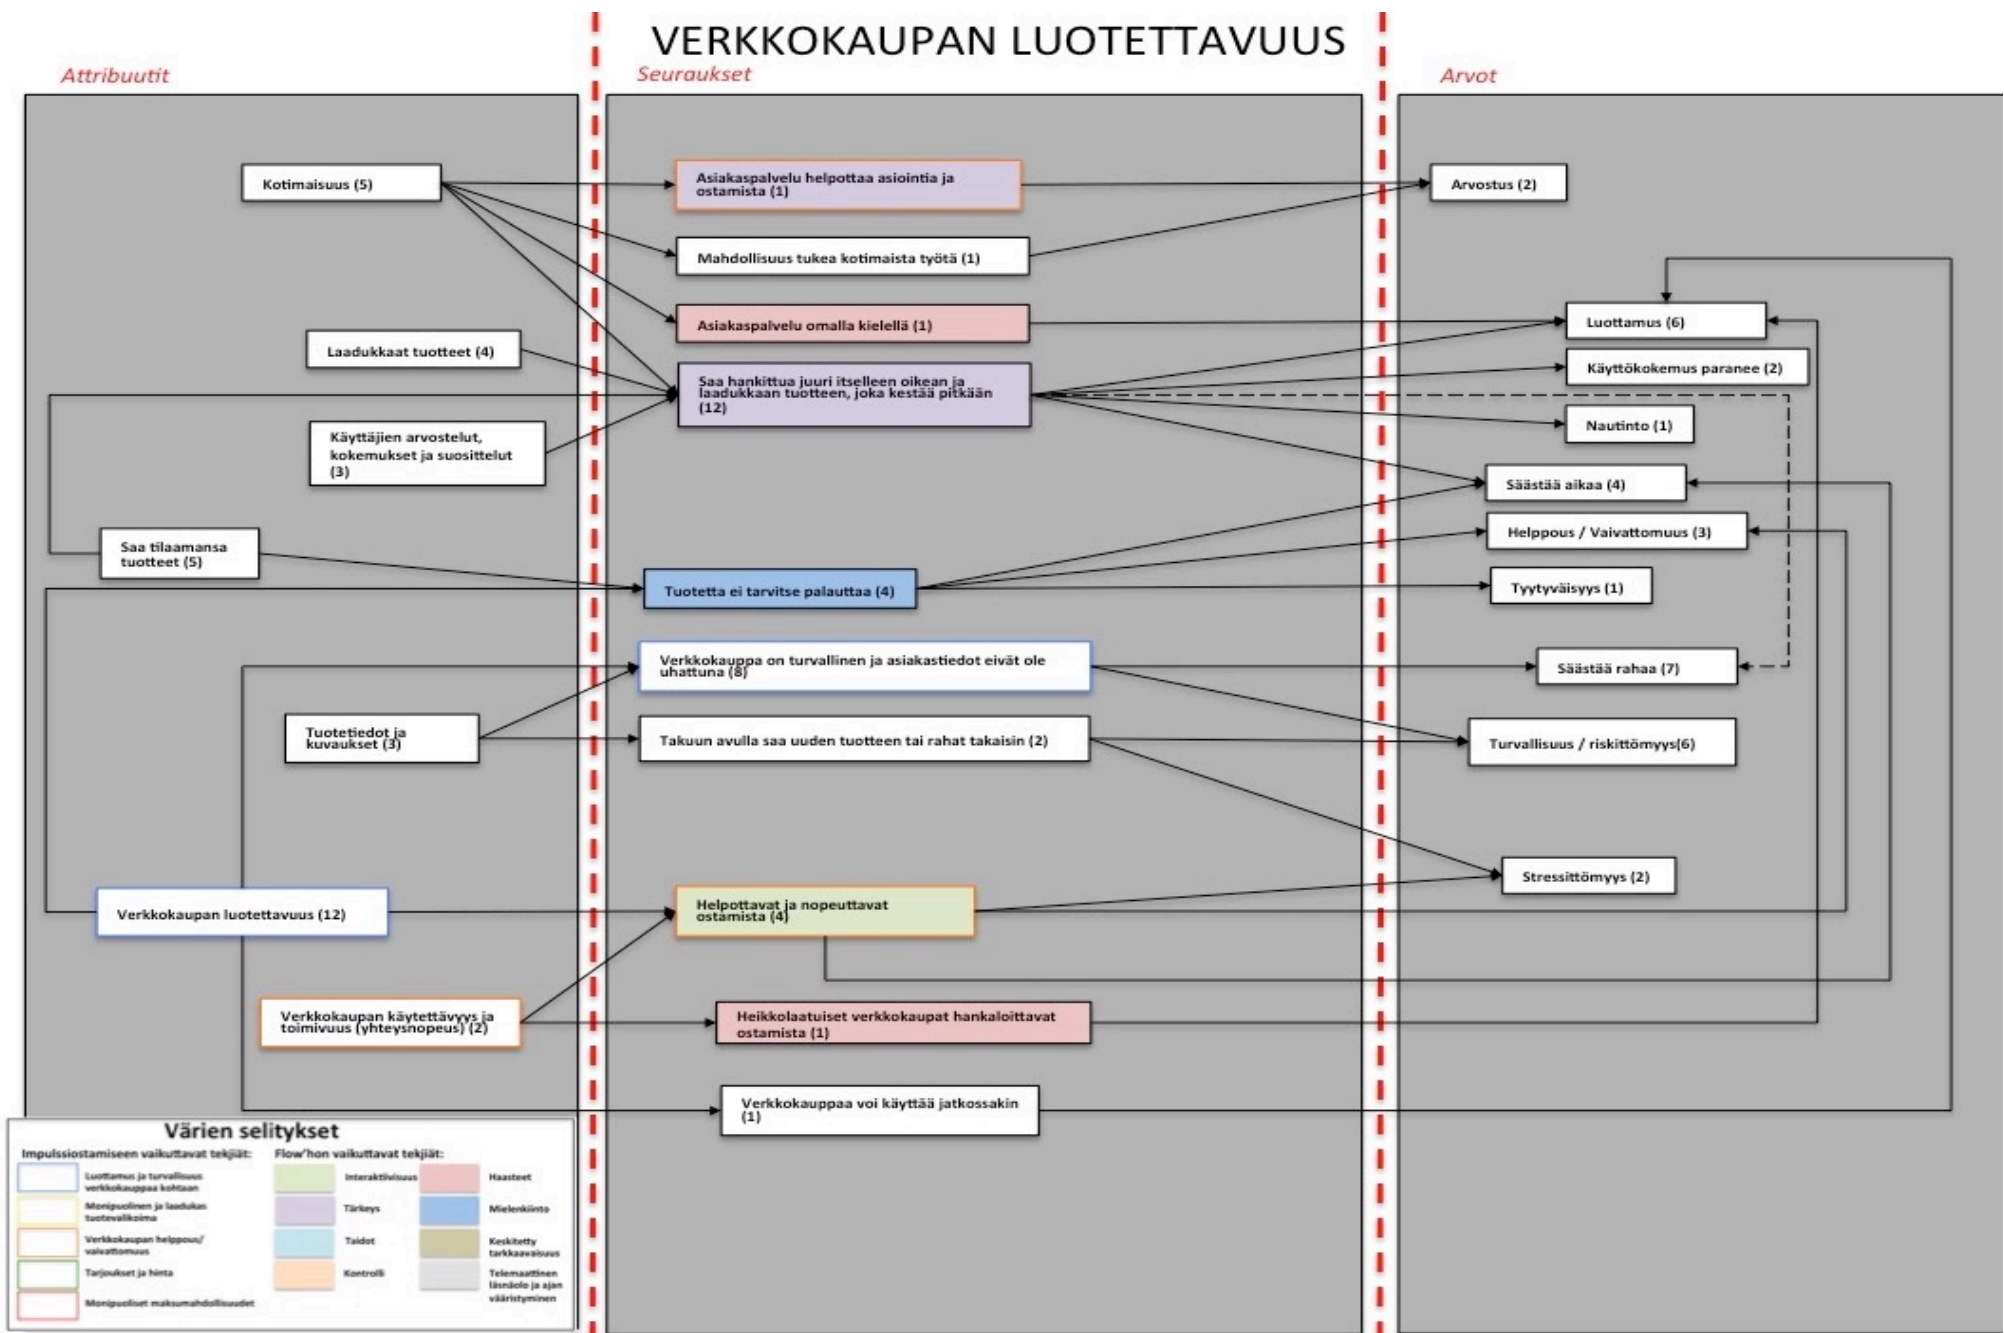 VERKKOKAUPAN LUOTETTAVUUS
Attribuutit
Seuraukset
Arvot
Kotimaisuus (5)
Laadukkaat tuotteet (4)
Käyttäjien arvostelut,
kokemukset ja suosittelut
(3)
Saa tilaamansa
tuotteet (5)
Tuotetiedot ja
kuvaukset (3)
Verkkokaupan luotettavuus (12)
Verkkokaupan käytettävyys ja
toimivuus (yhteysnopeus) (2)
Asiakaspalvelu helpottaa asiointia ja
ostamista (1)
Mahdollisuus tukea kotimaista työtä (1)
Asiakaspalvelu omalla kielellä (1)
Saa hankittua juuri itselleen oikean ja
laadukkaan tuotteen, joka kestää pitkään
(12)
Tuotetta ei tarvitse palauttaa (4)
Verkkokauppa on turvallinen ja asiakastiedot eivät ole
uhattuna (8)
Takuun avulla saa uuden tuotteen tai rahat takaisin (2)
Helpottavat ja nopeuttavat
ostamista (4)
Heikkolaatuiset verkkokaupat hankaloittavat
ostamista (1)
Verkkokauppaa voi käyttää jatkossakin
(1)
Arvostus (2)
Luottamus (6)
Käyttökokemus paranee (2)
Nautinto (1)
Säästää aikaa (4)
Helppous / Vaivattomuus (3)
Tyytyväisyys (1)
Säästää rahaa (7)
Turvallisuus / riskittömyys(6)
Stressittömyys (2)
Värien selitykset
Impulssiostamiseen vaikuttavat tekijät:
Luottamus ja turvallisuus
verkkokauppaa kohtaan
Monipuolinen ja laadukas
tuotevalikoima
Verkkokaupan helppous/
vaivattomuus
Tarjoukset ja hinta
Monipuoliset maksumahdollisuudet
Flow'hon vaikuttavat tekijät:
Interaktiivisuus
Tärkeys
Taidot
Kontrolli
Haasteet
Mielenkiinto
Keskitetty
tarkkaavaisuus
Telemaattinen
läsnäolo ja ajan
vääristyminen